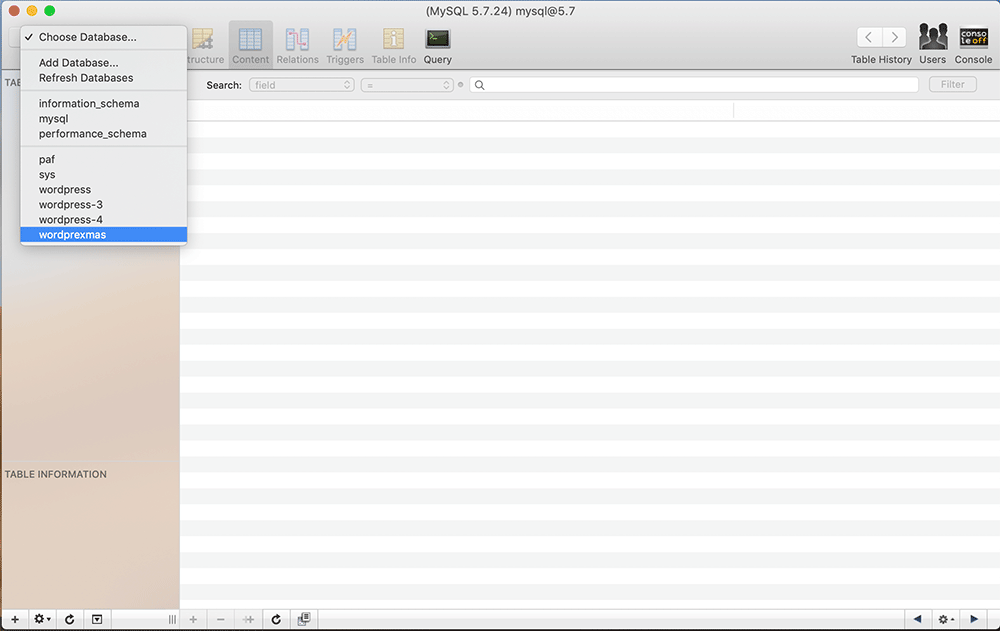 (MySQL 5.7.24) mysql@5.7
✓ Choose Database...
Add Database...
Refresh Databases
information_schema
mysql
performance_schema
paf
sys
wordpress
wordpress-3
wordpress-4
wordprexmas
tructure
Content
Relations
Triggers
Table Info
Query
Table History
Users
conso
le off
Console
TAB
Search:
field
=
Filter
TABLE INFORMATION